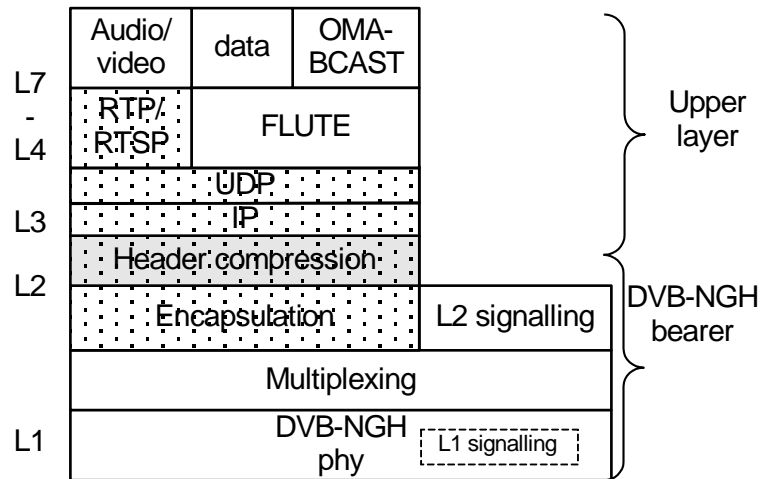 Audio/
video
data
OMA-
BCAST
L7
-
L4
RTP/
RTSP
FLUTE
Upper
layer
UDP
L3
IP
Header compression
L2
Encapsulation
L2 signalling
DVB-NGH
bearer
Multiplexing
L1
DVB-NGH
phy
L1 signalling